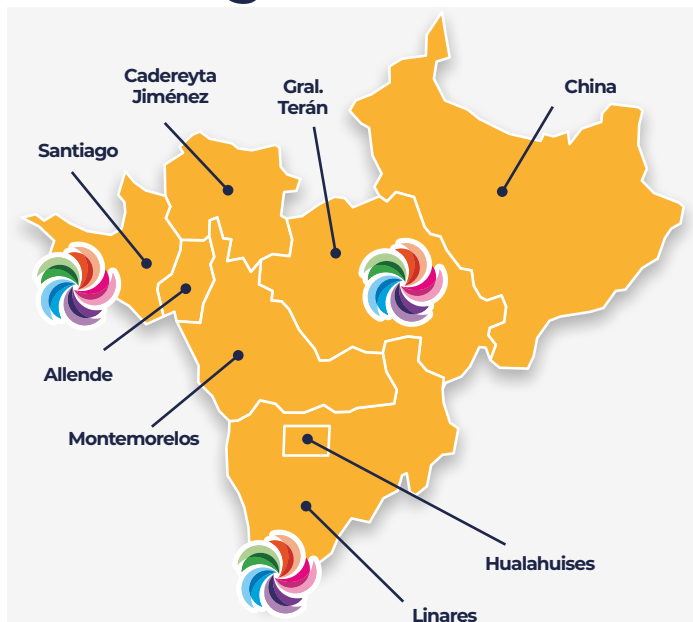 Cadereyta
Jiménez
Gral.
Terán
China
Santiago
Allende
Montemorelos
Hualahuises
Linares